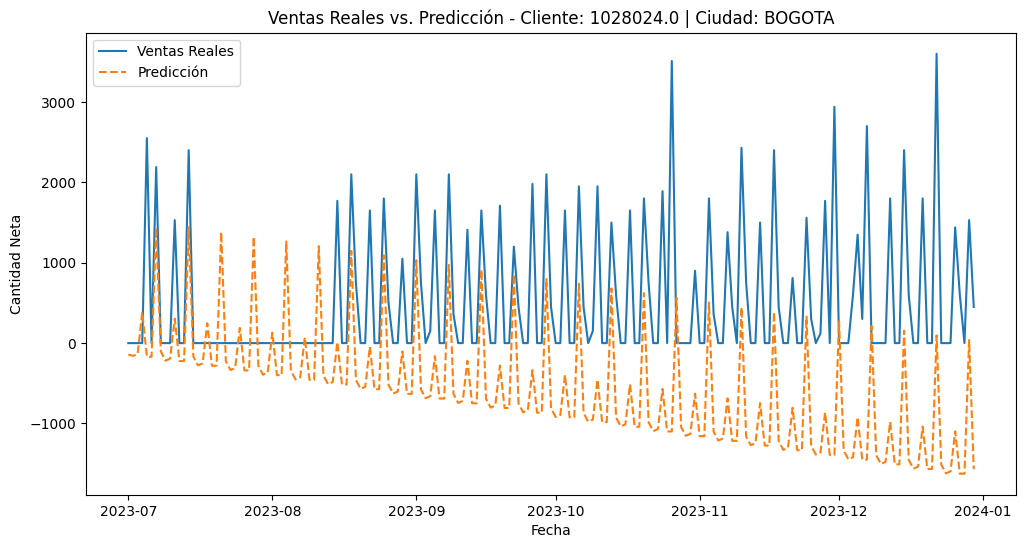 Ventas Reales vs. Predicción - Cliente: 1028024.0 | Ciudad: BOGOTA
Ventas Reales
Predicción
Cantidad Neta
3000
2000
1000
0
−1000
2023-07
2023-08
2023-09
2023-10
2023-11
2023-12
2024-01
Fecha